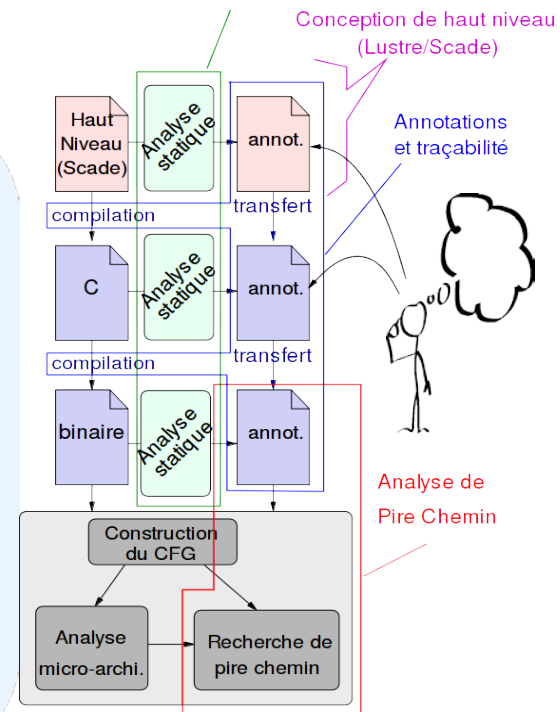 Conception de haut niveau
(Lustre/Scade)
Haut
Niveau
(Scade)
Analyse
statique
annot.
Annotations
et traçabilité
compilation
transfert
C
Analyse
statique
annot.
compilation
transfert
binaire
Analyse
statique
annot.
Analyse de
Pire Chemin
Construction
du CFG
Analyse
micro-archi.
Recherche de
pire chemin